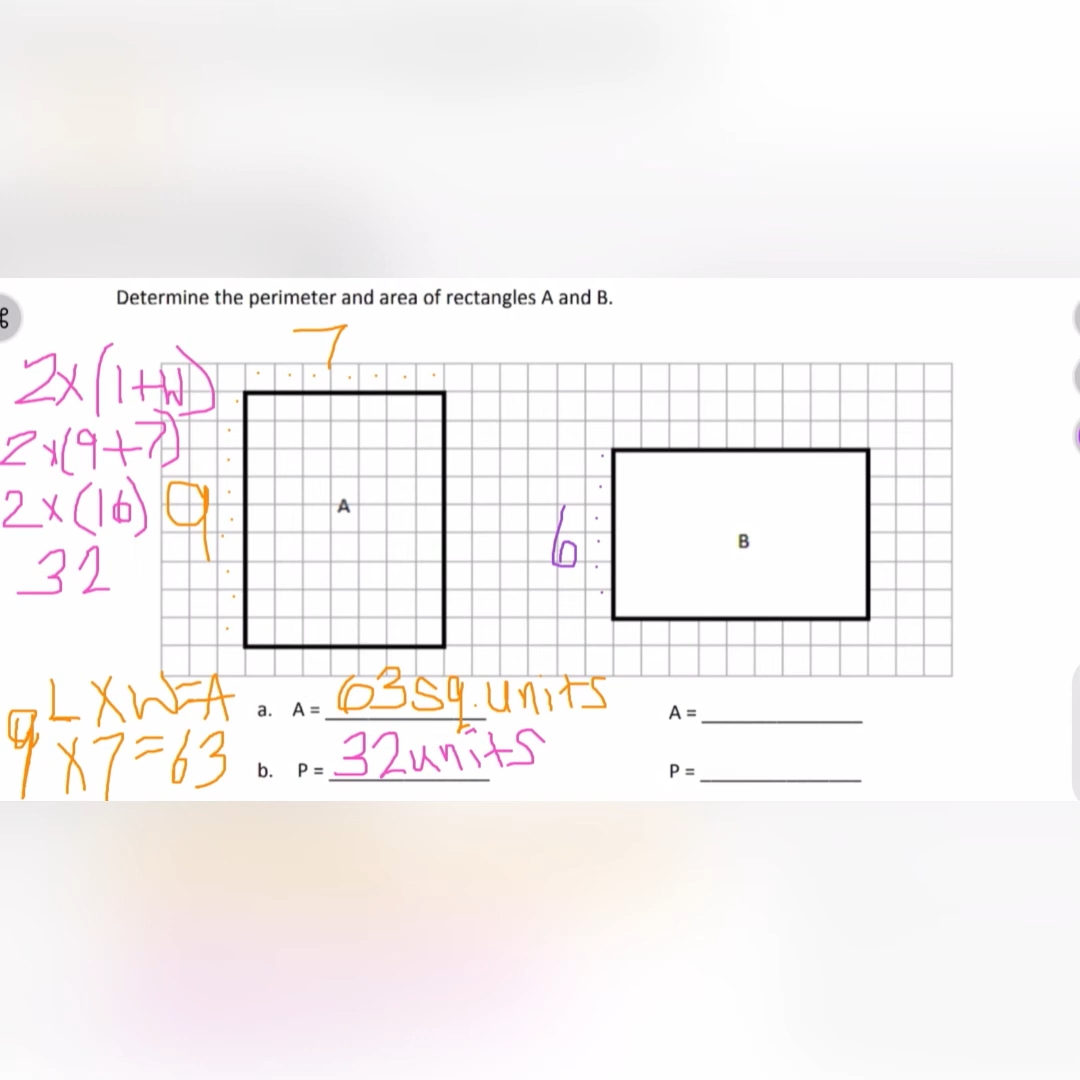 Determine the perimeter and area of rectangles A and B.
7
2x(1+W)
2x(9+7)
2x(16)
32
9
A
6
B
LXW=A
9x7=63
a. A = 63 sq. units
b. P = 32 units
A =
P =